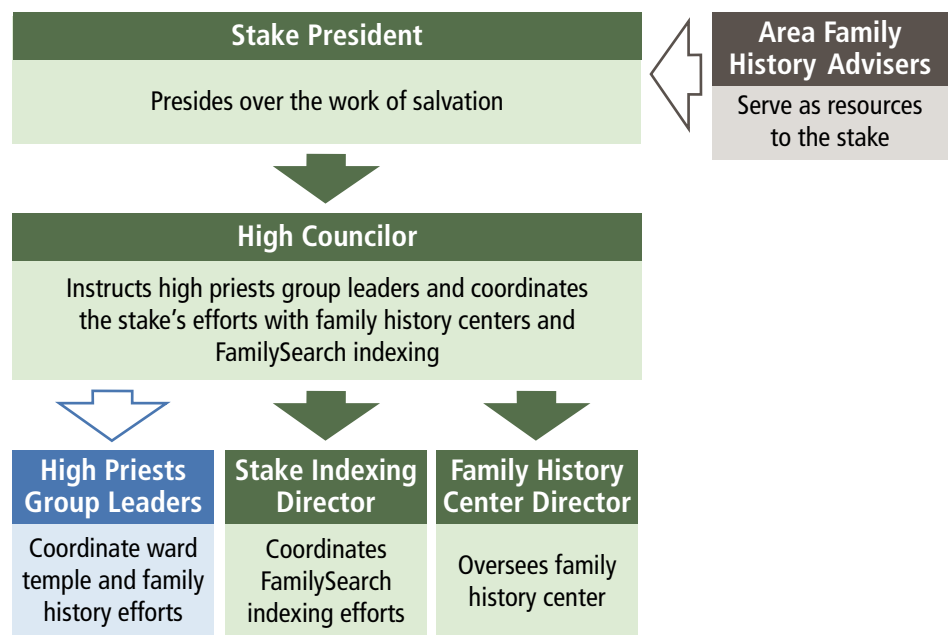 Stake President
Presides over the work of salvation
Area Family
History Advisers
Serve as resources
to the stake
High Councilor
Instructs high priests group leaders and coordinates
the stake’s efforts with family history centers and
FamilySearch indexing
High Priests
Group Leaders
Coordinate ward
temple and family
history efforts
Stake Indexing
Director
Coordinates
FamilySearch
indexing efforts
Family History
Center Director
Oversees family
history center